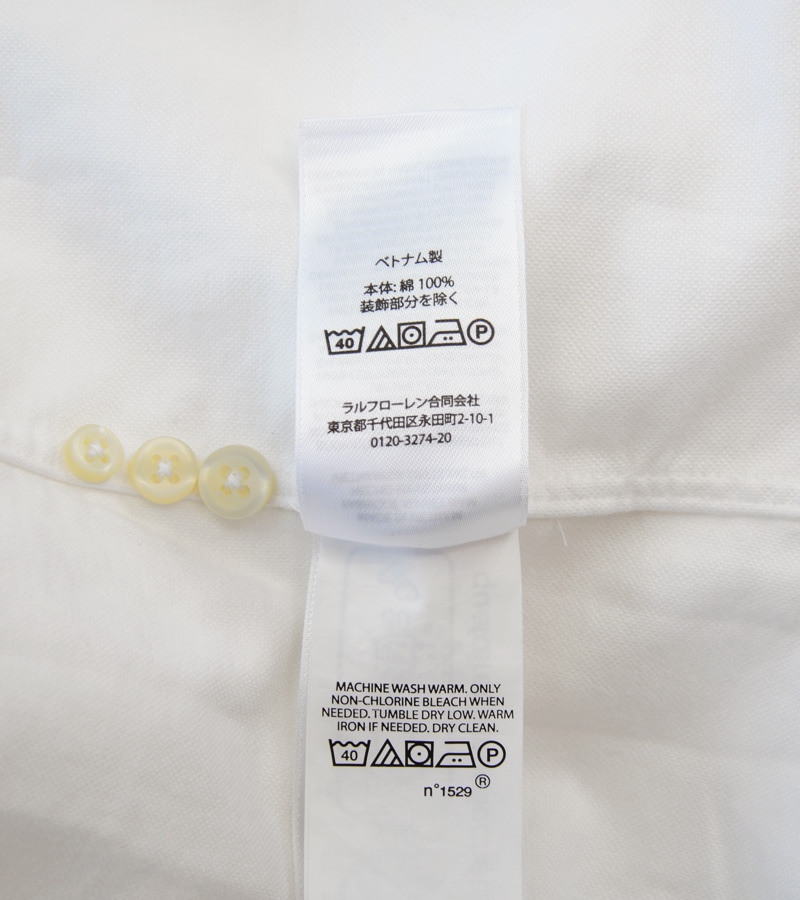 ベトナム製
本体: 綿 100%
装飾部分を除く
40 P
ラルフローレン合同会社
東京都千代田区永田町2-10-1
0120-3274-20
MACHINE WASH WARM. ONLY
NON-CHLORINE BLEACH WHEN
NEEDED. TUMBLE DRY LOW. WARM
IRON IF NEEDED. DRY CLEAN.
40 P
n°1529 ®